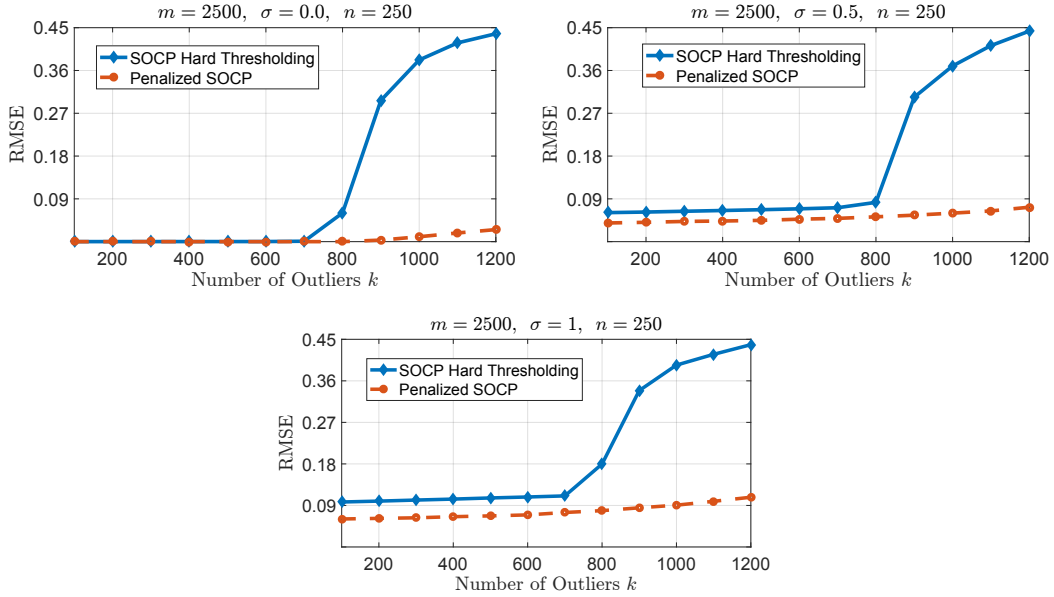 m = 2500, σ = 0.0, n = 250
RMSE
0.45
0.36
0.27
0.18
0.09
SOCP Hard Thresholding
Penalized SOCP
200 400 600 800 1000 1200
Number of Outliers k
m = 2500, σ = 0.5, n = 250
RMSE
0.45
0.36
0.27
0.18
0.09
SOCP Hard Thresholding
Penalized SOCP
200 400 600 800 1000 1200
Number of Outliers k
m = 2500, σ = 1, n = 250
RMSE
0.45
0.36
0.27
0.18
0.09
SOCP Hard Thresholding
Penalized SOCP
200 400 600 800 1000 1200
Number of Outliers k